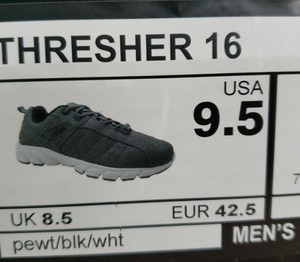 THRESHER 16
USA
9.5
UK 8.5 EUR 42.5
pewt/blk/wht MEN'S